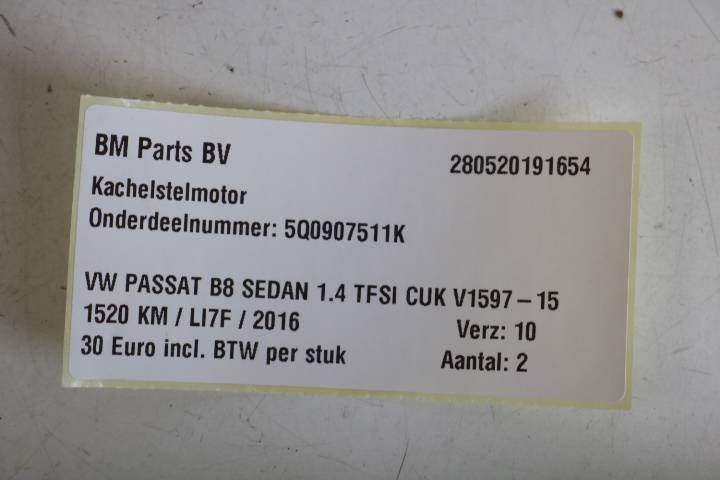 BM Parts BV 280520191654
Kachelstelmotor
Onderdeelnummer: 5Q0907511K
VW PASSAT B8 SEDAN 1.4 TFSI CUK V1597 – 15
1520 KM / LI7F / 2016 Verz: 10
30 Euro incl. BTW per stuk Aantal: 2